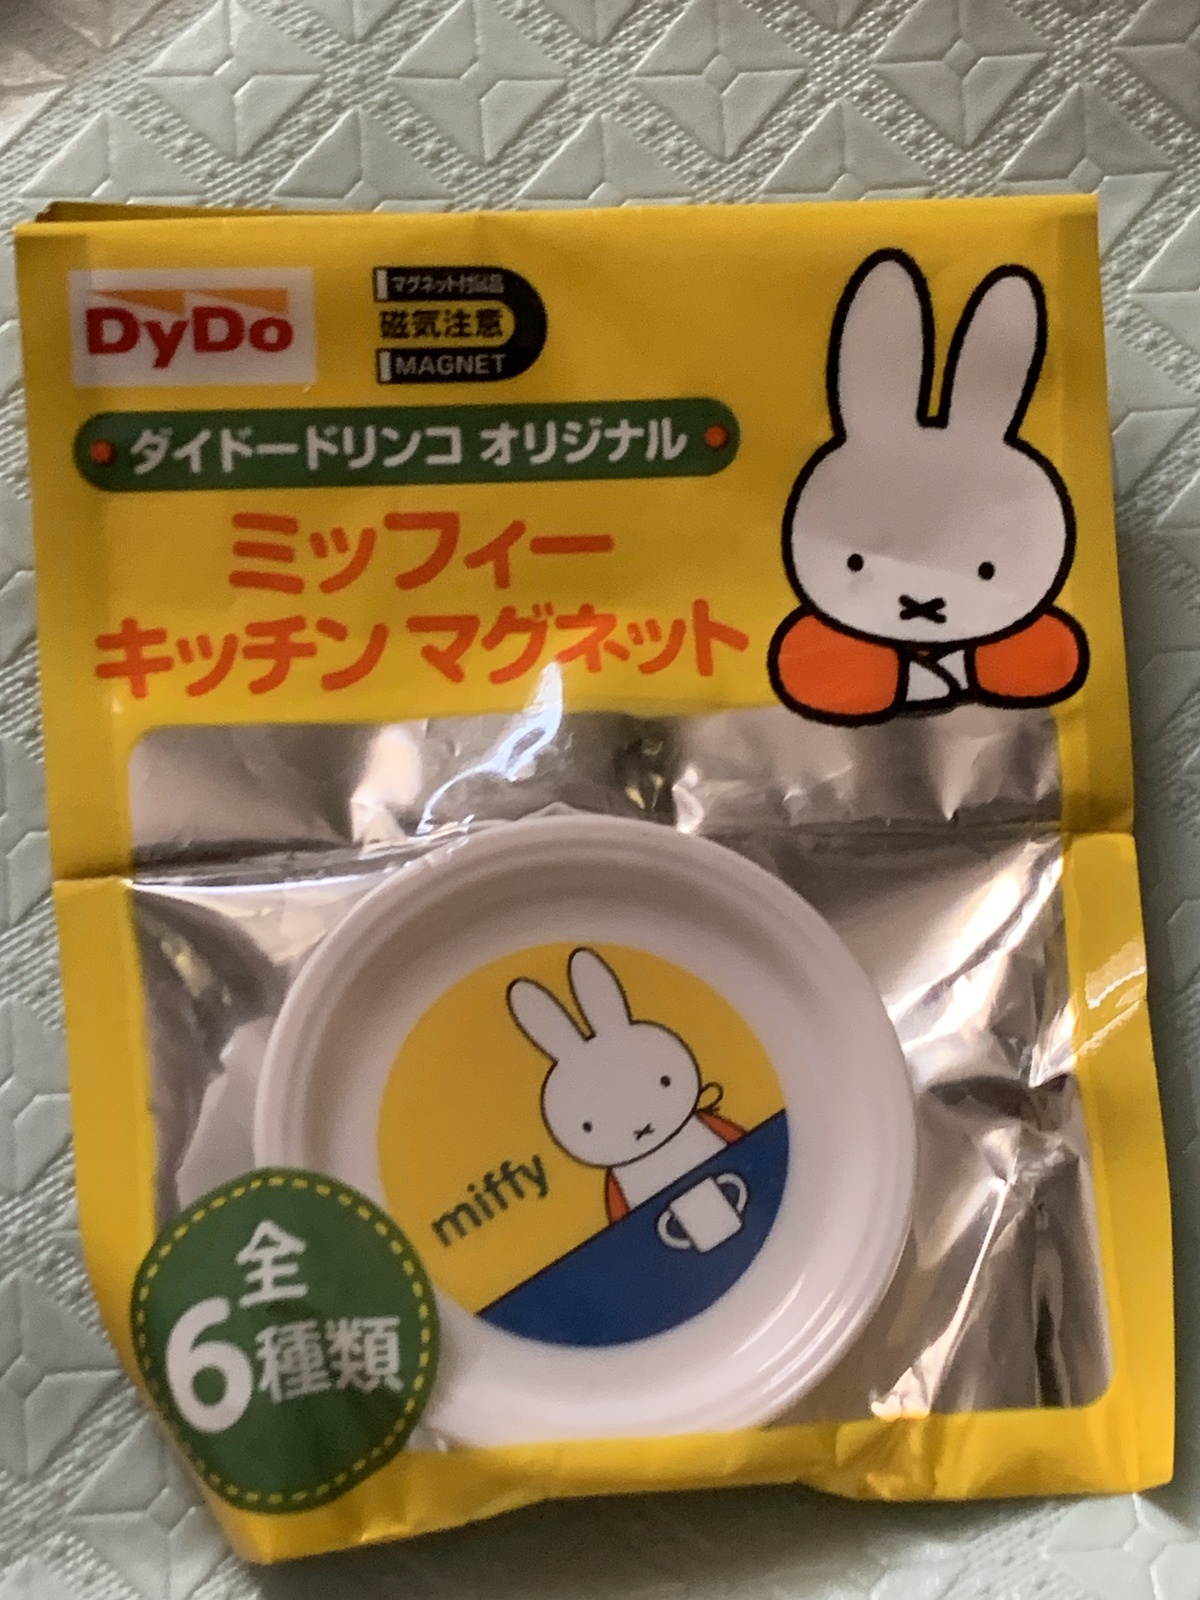 DyDo
マグネット付製品
磁気注意
MAGNET
ダイドードリンコ オリジナル
ミッフィー
キッチン マグネット
miffy
全
6種類